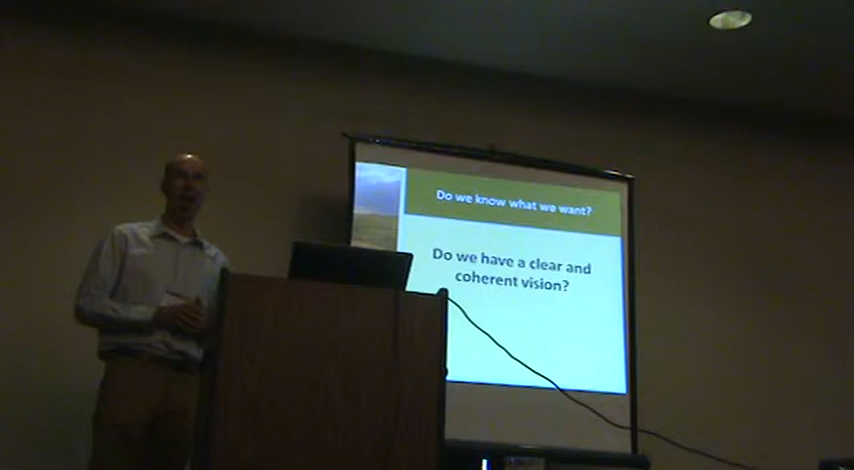 Do we know what we want?
Do we have a clear and
coherent vision?